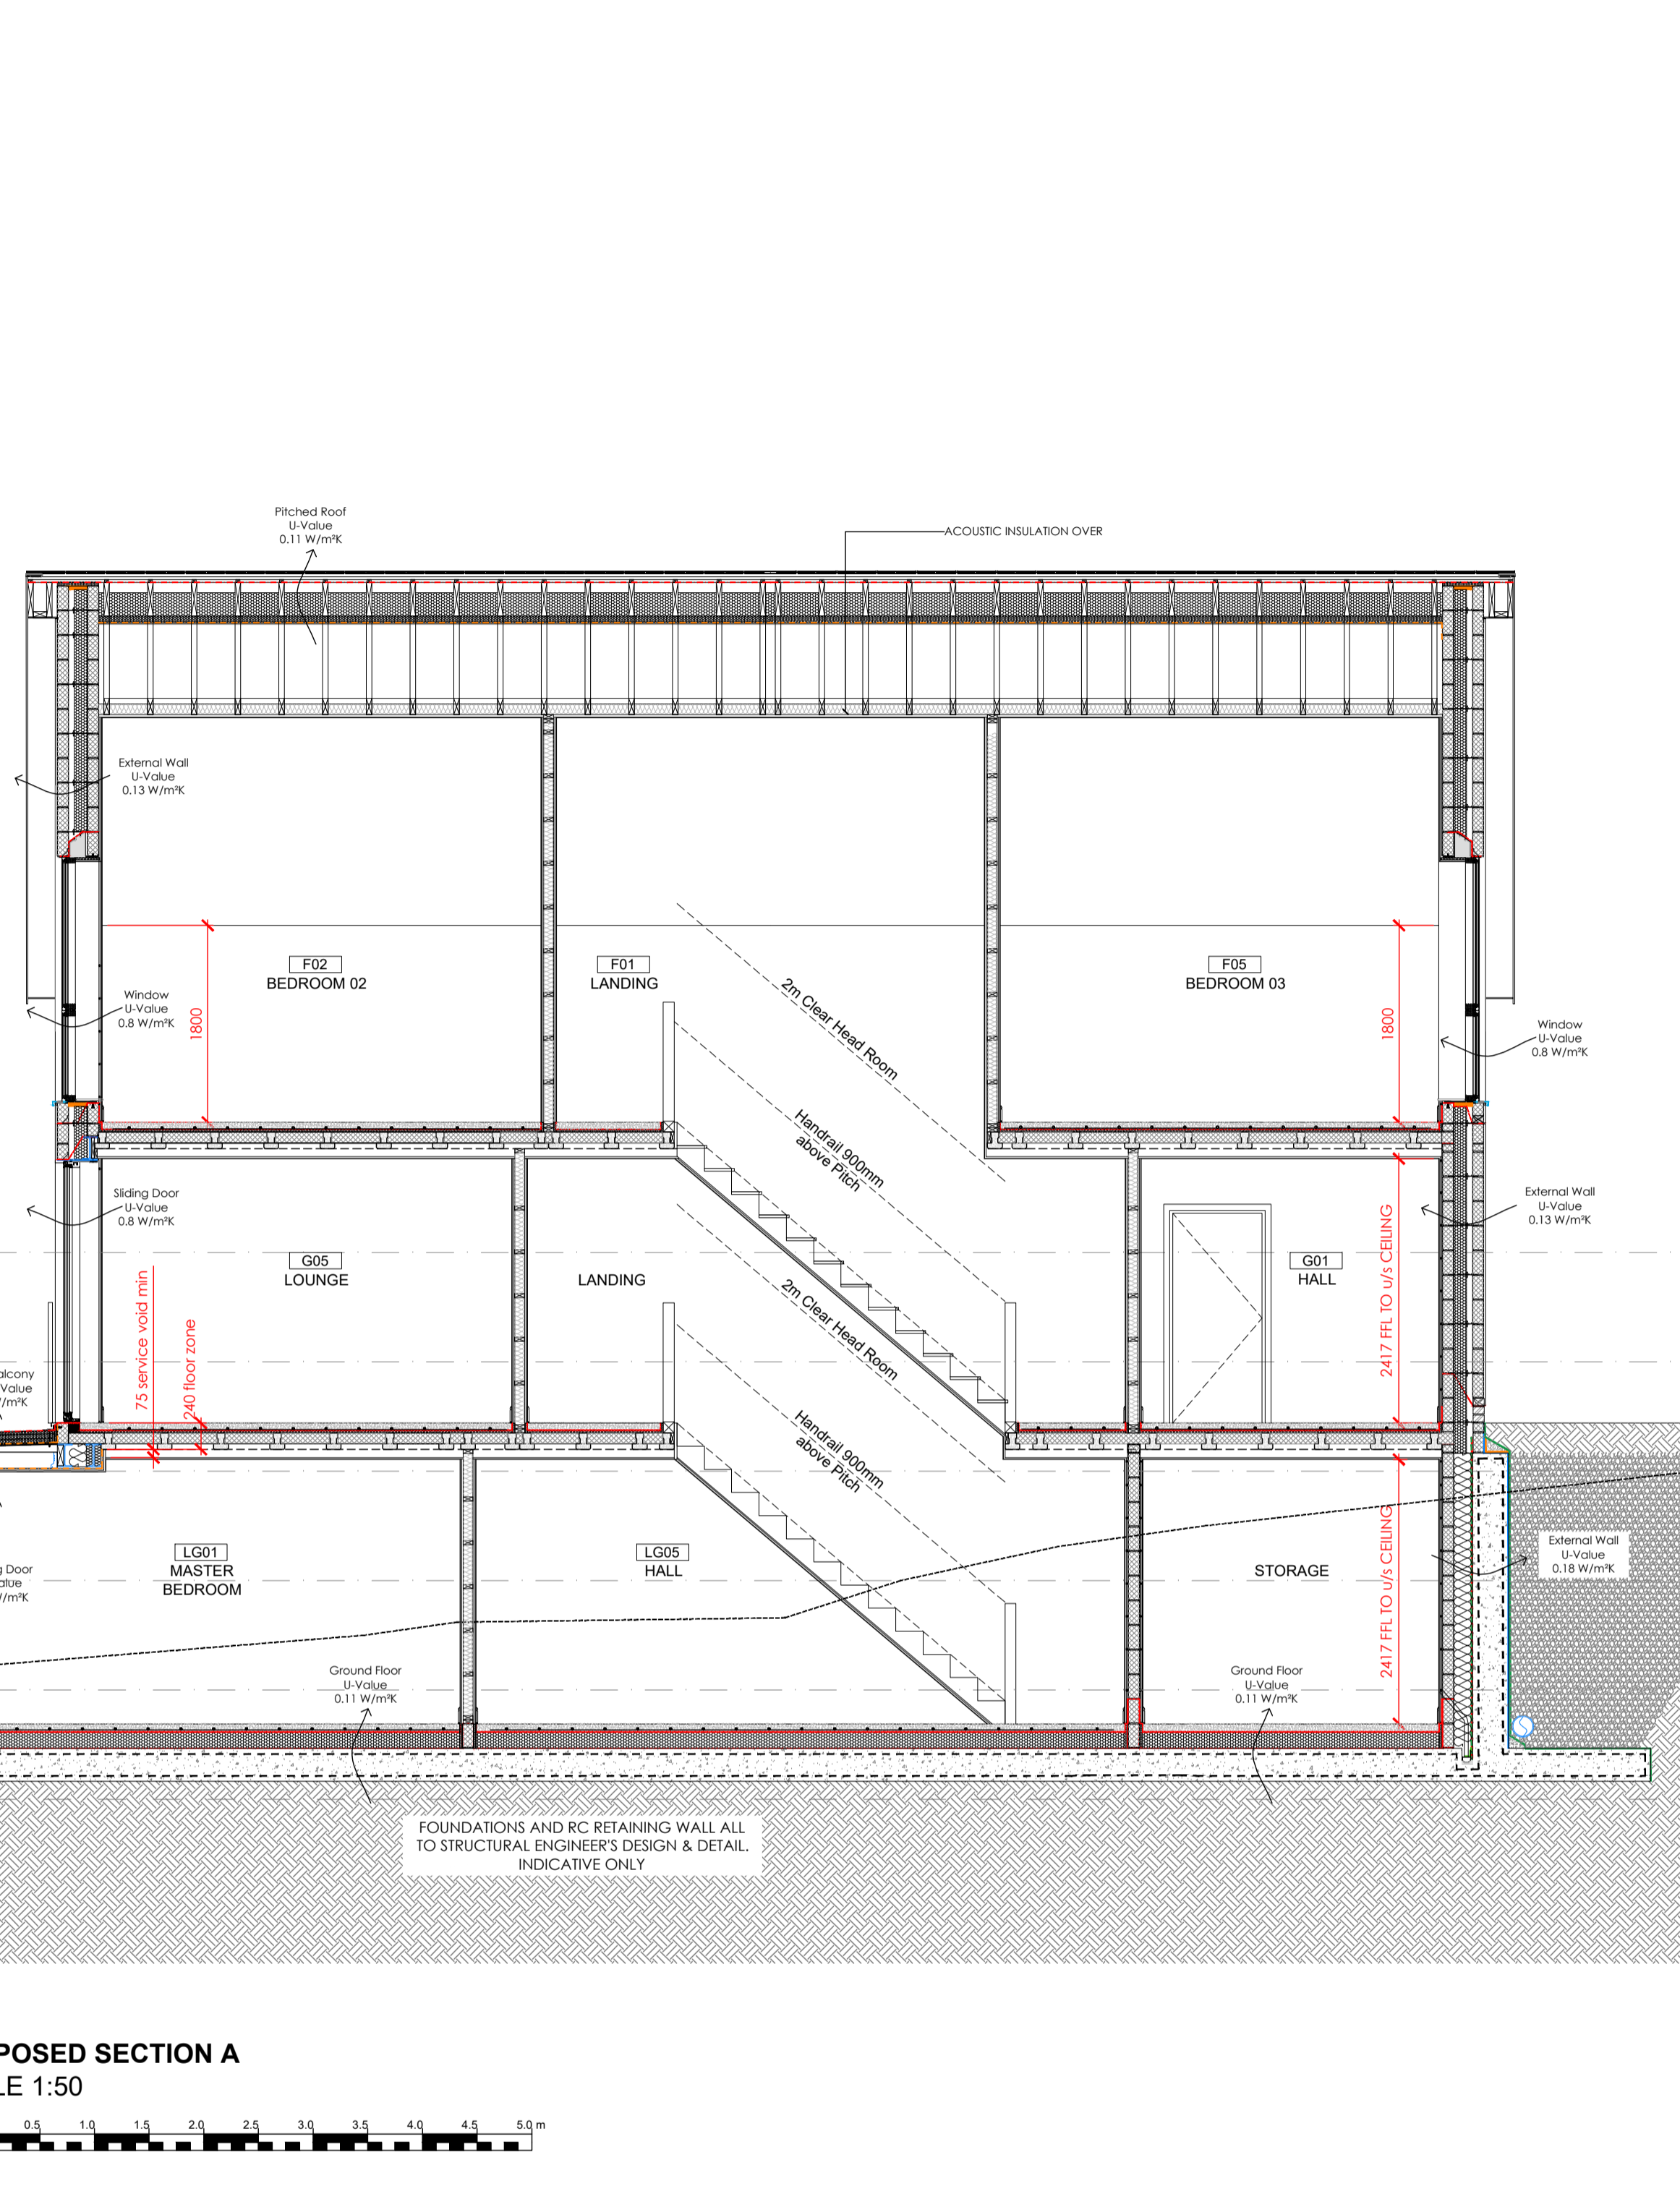 Pitched Roof
U-Value
0.11 W/m²K
ACOUSTIC INSULATION OVER
External Wall
U-Value
0.13 W/m²K
F02
BEDROOM 02
F01
LANDING
F05
BEDROOM 03
2m Clear Head Room
Window
U-Value
0.8 W/m²K
1800
1800
Window
U-Value
0.8 W/m²K
Handrail 900mm
above Pitch
Sliding Door
U-Value
0.8 W/m²K
External Wall
U-Value
0.13 W/m²K
G05
LOUNGE
LANDING
G01
HALL
2417 FFL TO u/s CEILING
75 service void min
240 floor zone
2m Clear Head Room
alcony
Value
/m²K
Handrail 900mm
above Pitch
LG01
MASTER
BEDROOM
LG05
HALL
STORAGE
2417 FFL TO u/s CEILING
External Wall
U-Value
0.18 W/m²K
g Door
alue
/m²K
Ground Floor
U-Value
0.11 W/m²K
Ground Floor
U-Value
0.11 W/m²K
FOUNDATIONS AND RC RETAINING WALL ALL
TO STRUCTURAL ENGINEER'S DESIGN & DETAIL.
INDICATIVE ONLY
POSED SECTION A
LE 1:50
0.5 1.0 1.5 2.0 2.5 3.0 3.5 4.0 4.5 5.0 m